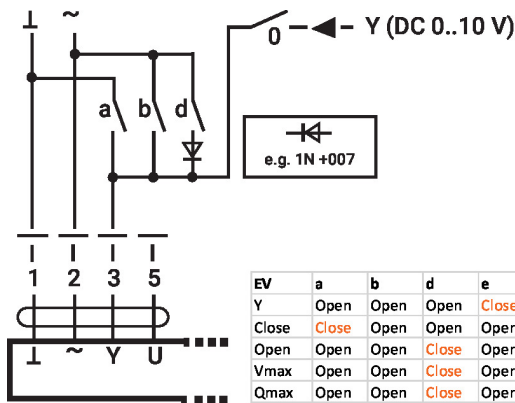 ⊥ ~
0 Y (DC 0..10 V)
a b d
e.g. 1N +007
1 2 3 5
⊥ ~ Y U
EV a b d e
Y Open Open Open Close
Close Close Open Open Open
Open Open Open Close Open
Vmax Open Open Close Open
Qmax Open Open Close Open